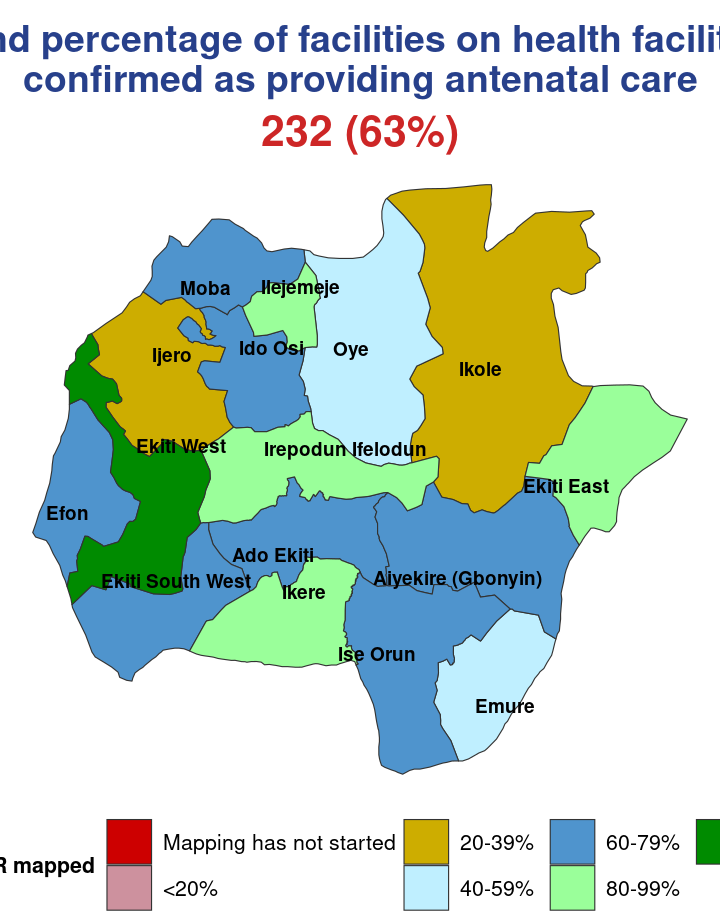 percentage of facilities on health
confirmed as providing antenatal care
232 (63%)
Moba
Ilejemeje
Ijero
Ido Osi
Oye
Ikole
Ekiti West
Irepodun Ifelodun
Ekiti East
Efon
Ado Ekiti
Ekiti South West
Aiyekire (Gbonyin)
Ikere
Ise Orun
Emure
mapped
Mapping has not started
20-39%
60-79%
<20%
40-59%
80-99%